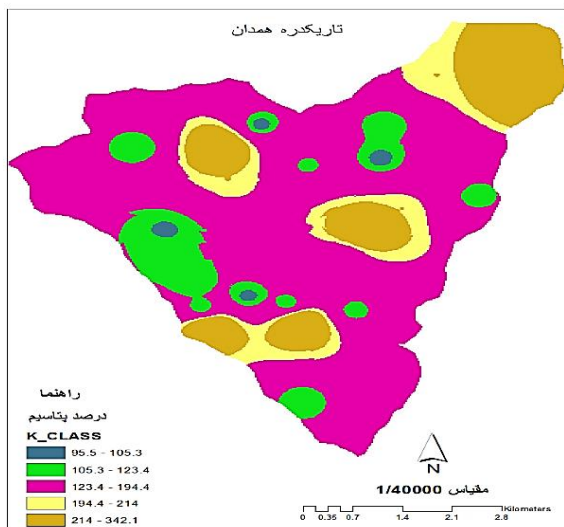 تاریکدره همدان
راهنما
درصد پتاسیم
K_CLASS
95.5 - 105.3
105.3 - 123.4
123.4 - 194.4
194.4 - 214
214 - 342.1
N
مقیاس 1/40000
Kilometers
0 0.35 0.7 1.4 2.1 2.8